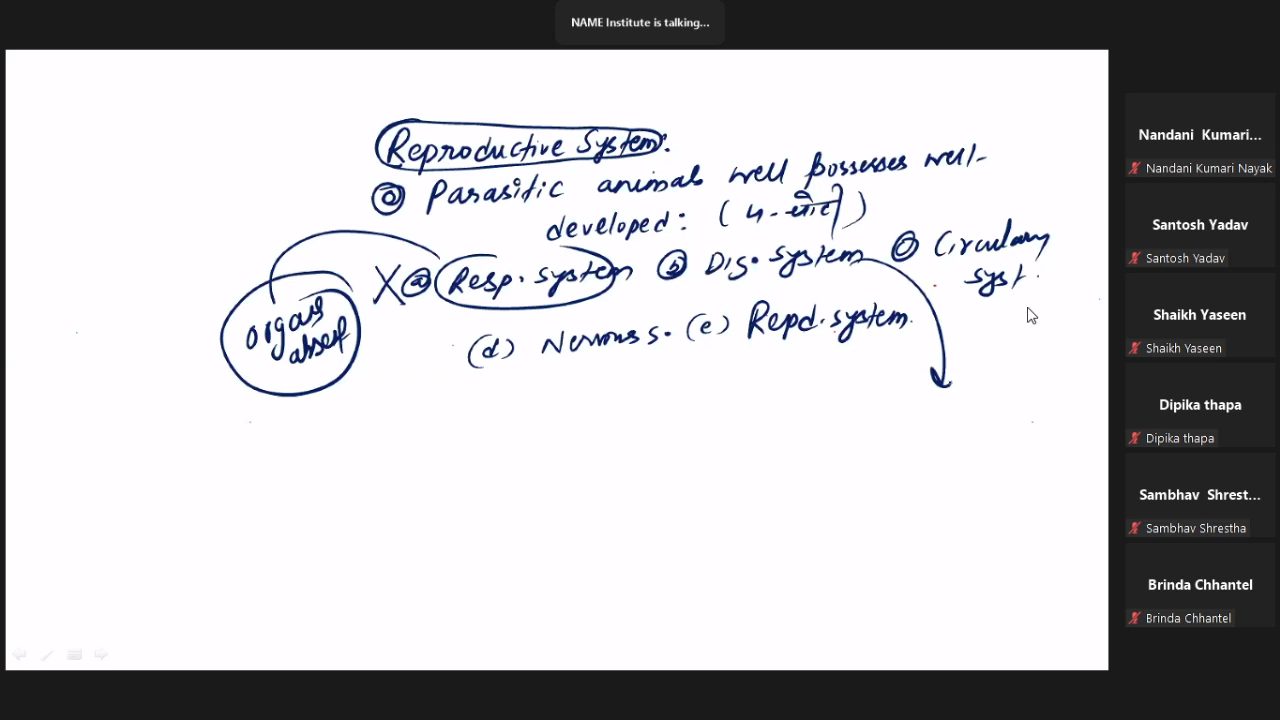 NAME Institute is talking...
Reproductive System:
@ Parasitic animals well possesses well-
developed: (
X @ Resp. system (b) Dig. system (c) Circulary
syst.
organs
absent
(d) Nervous s. (e) Repd. system.
Nandani Kumari...
Nandani Kumari Nayak
Santosh Yadav
Santosh Yadav
Shaikh Yaseen
Shaikh Yaseen
Dipika thapa
Dipika thapa
Sambhav Shrest...
Sambhav Shrestha
Brinda Chhantel
Brinda Chhantel